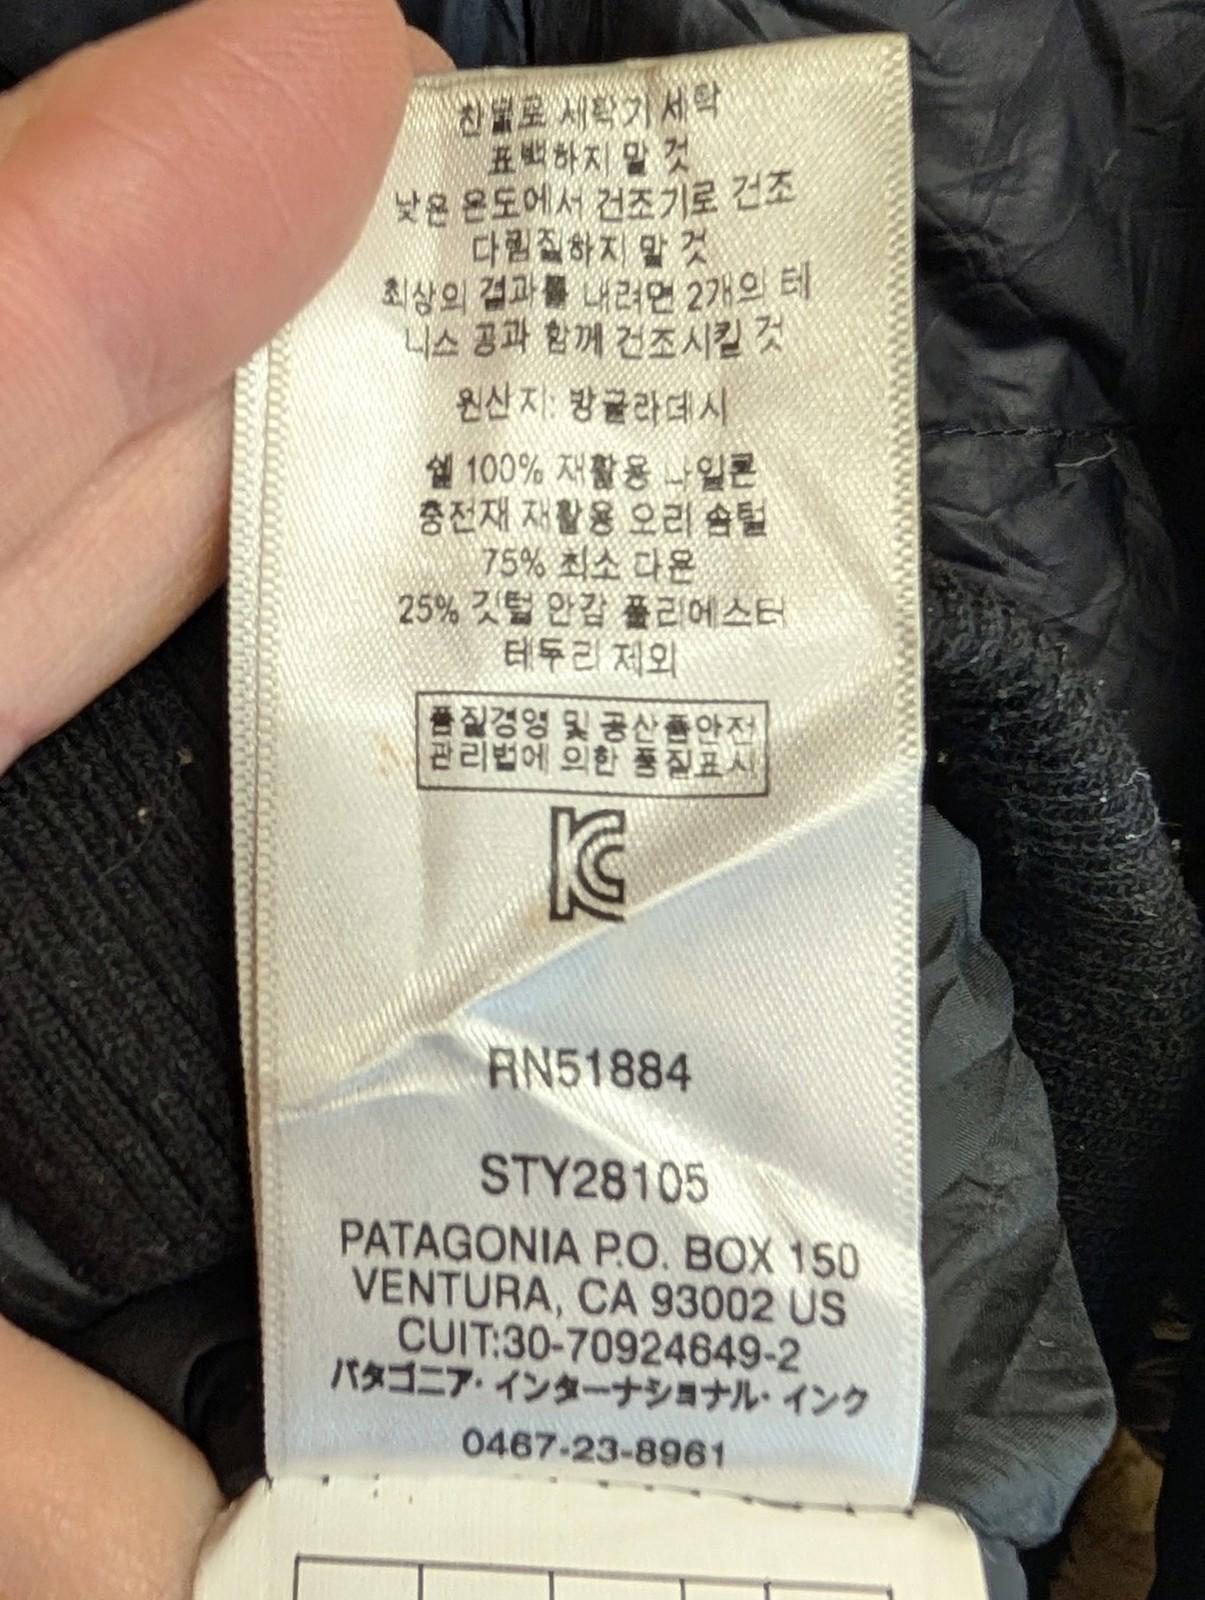 찬물로 세탁기 세탁
표백하지 말 것
낮은 온도에서 건조기로 건조
다림질하지 말 것
최상의 결과를 내려면 2개의 테
니스 공과 함께 건조시킬 것
원산지: 방글라데시
쉘 100% 재활용 나일론
충전재 재활용 오리 솜털
75% 최소 다운
25% 깃털 안감 폴리에스터
테두리 제외
품질경영 및 공산품안전
관리법에 의한 품질표시
KC
RN51884
STY28105
PATAGONIA P.O. BOX 150
VENTURA, CA 93002 US
CUIT:30-70924649-2
パタゴニア・インターナショナル・インク
0467-23-8961